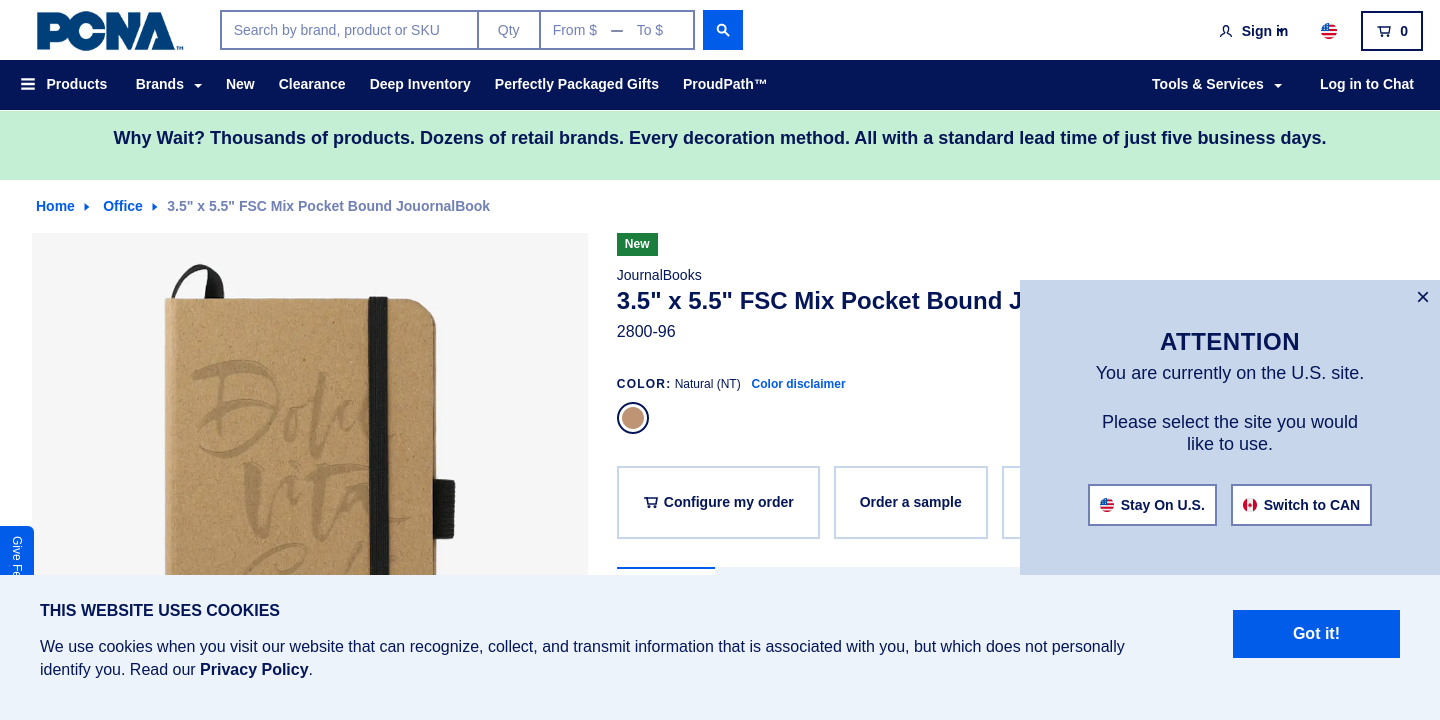 PCNA™
Search by brand, product or SKU
Qty
From $ — To $
Sign in
0
Products
Brands
New
Clearance
Deep Inventory
Perfectly Packaged Gifts
ProudPath™
Tools & Services
Log in to Chat
Why Wait? Thousands of products. Dozens of retail brands. Every decoration method. All with a standard lead time of just five business days.
Home
Office
3.5" x 5.5" FSC Mix Pocket Bound JouornalBook
Dolce
Vita
New
JournalBooks
3.5" x 5.5" FSC Mix Pocket Bound J
2800-96
COLOR: Natural (NT) Color disclaimer
Configure my order
Order a sample
×
ATTENTION
You are currently on the U.S. site.
Please select the site you would
like to use.
Stay On U.S.
Switch to CAN
Give Fe
THIS WEBSITE USES COOKIES
We use cookies when you visit our website that can recognize, collect, and transmit information that is associated with you, but which does not personally
identify you. Read our Privacy Policy.
Got it!